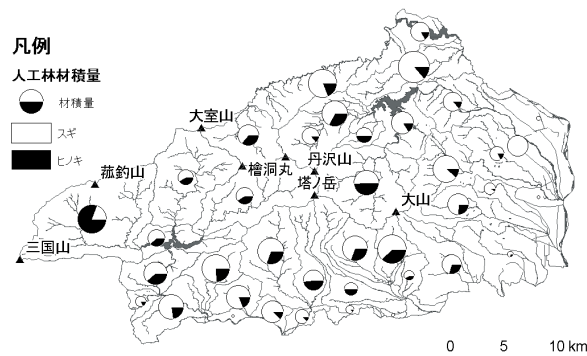 凡例
人工林材積量
材積量
スギ
ヒノキ
大室山
菰釣山
檜洞丸
丹沢山
塔ノ岳
大山
三国山
0 5 10 km